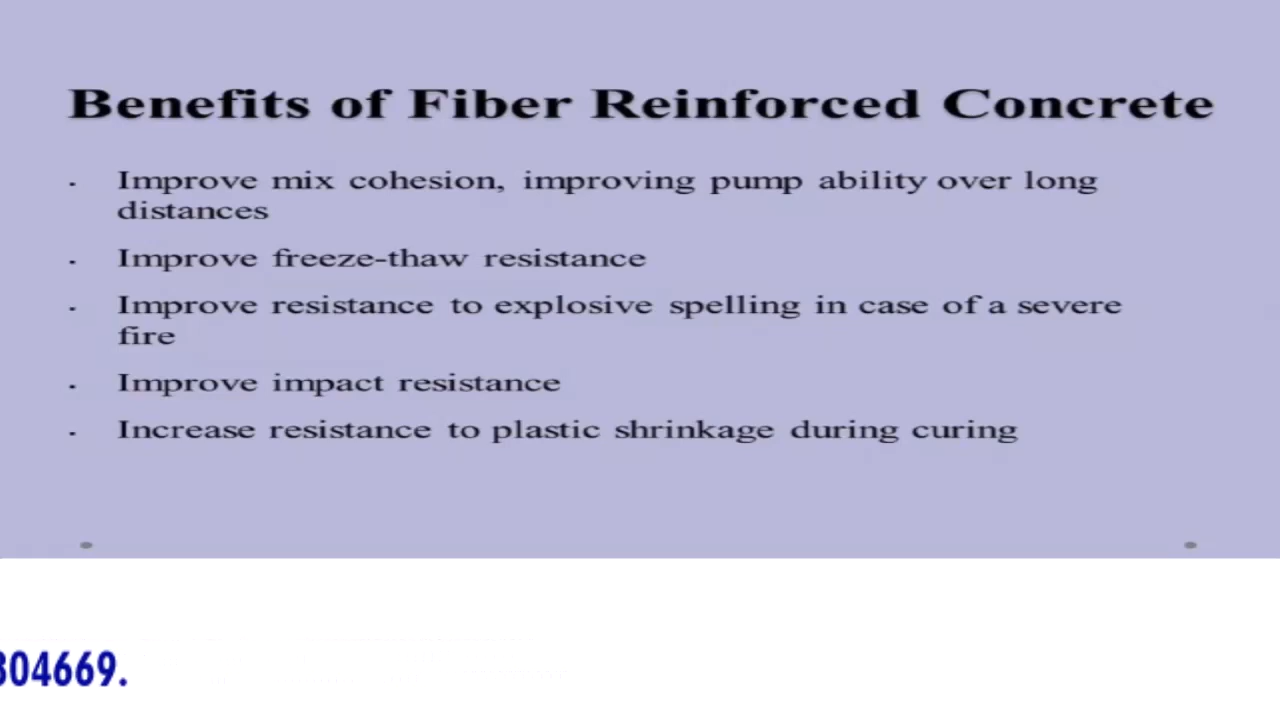 Benefits of Fiber Reinforced Concrete
. Improve mix cohesion, improving pump ability over long
distances
. Improve freeze-thaw resistance
. Improve resistance to explosive spelling in case of a severe
fire
. Improve impact resistance
. Increase resistance to plastic shrinkage during curing
304669.